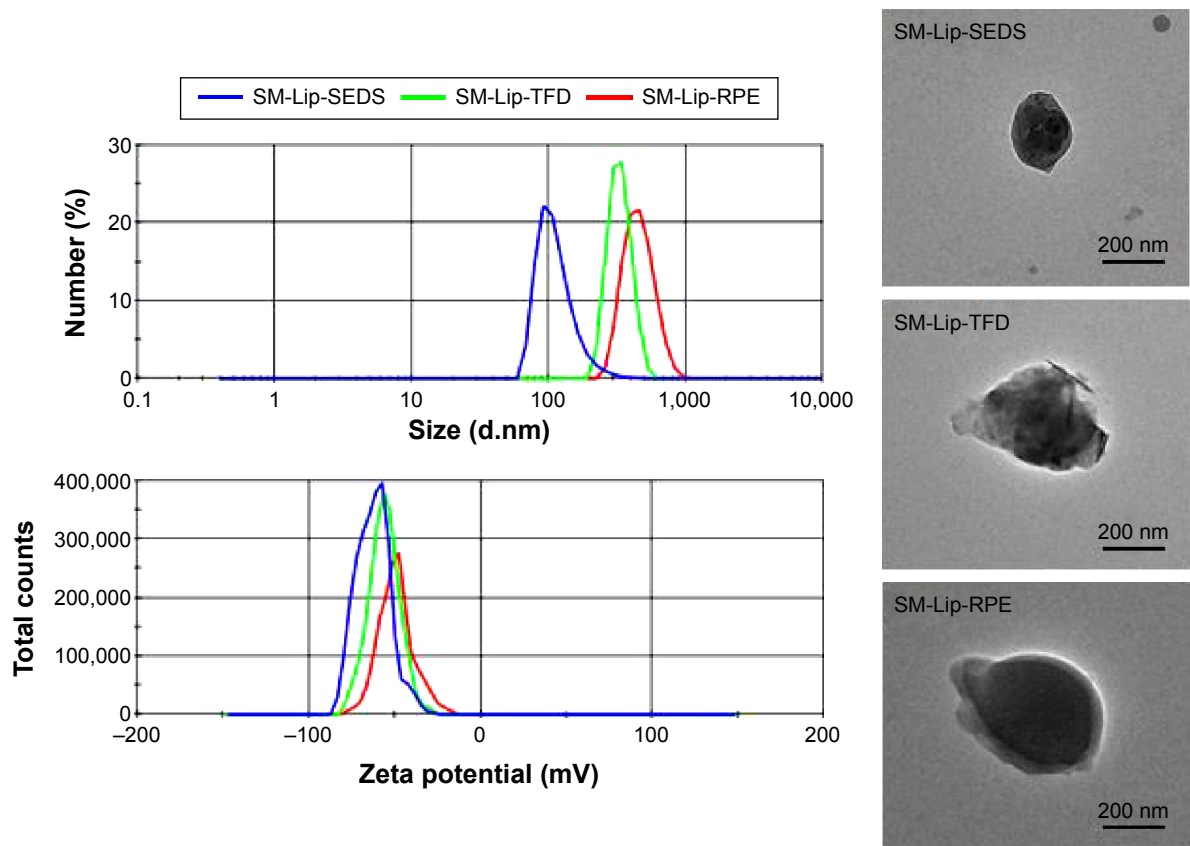 SM-Lip-SEDS SM-Lip-TFD SM-Lip-RPE
30
20
10
0
Number (%)
0.1 1 10 100 1,000 10,000
Size (d.nm)
400,000
300,000
200,000
100,000
0
Total counts
–200 –100 0 100 200
Zeta potential (mV)
SM-Lip-SEDS
200 nm
SM-Lip-TFD
200 nm
SM-Lip-RPE
200 nm